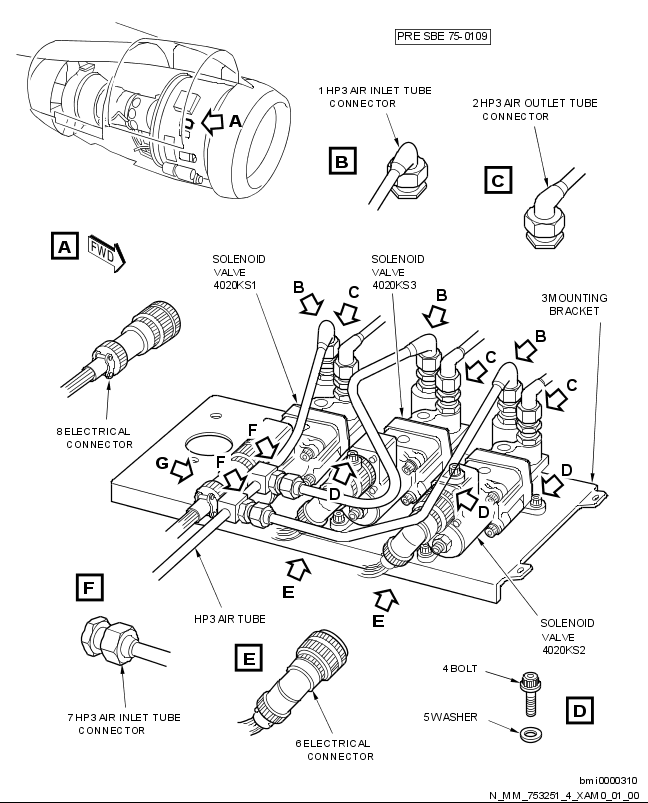 PRE SBE 75-0109
A
1 HP3 AIR INLET TUBE
CONNECTOR
B
2 HP3 AIR OUTLET TUBE
CONNECTOR
C
A
FWD
SOLENOID
VALVE
4020KS1
SOLENOID
VALVE
4020KS3
B
C
B
C
B
C
3 MOUNTING
BRACKET
8 ELECTRICAL
CONNECTOR
F
F
G
D
D
D
E
E
F
HP3 AIR TUBE
7 HP3 AIR INLET TUBE
CONNECTOR
E
6 ELECTRICAL
CONNECTOR
SOLENOID
VALVE
4020KS2
4 BOLT
5 WASHER
D
bmi0000310
N_MM_753251_4_XAM0_01_00